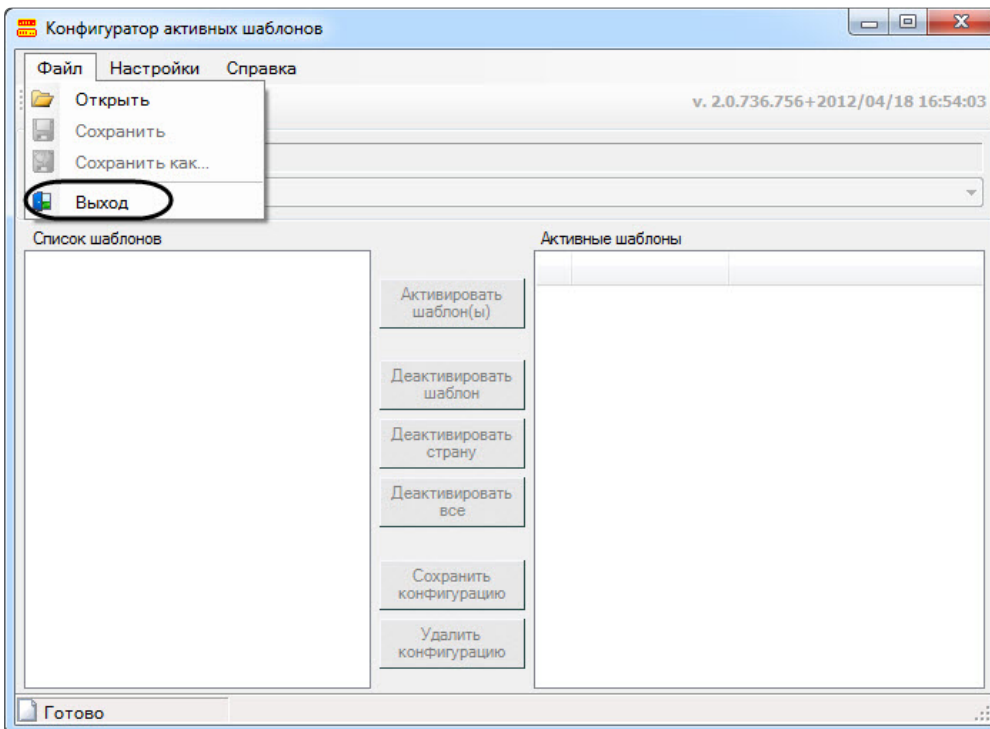 Конфигуратор активных шаблонов
Файл Настройки Справка
Открыть
v. 2.0.736.756+2012/04/18 16:54:03
Сохранить
Сохранить как...
Выход
Список шаблонов
Активные шаблоны
Активировать
шаблон(ы)
Деактивировать
шаблон
Деактивировать
страну
Деактивировать
все
Сохранить
конфигурацию
Удалить
конфигурацию
Готово